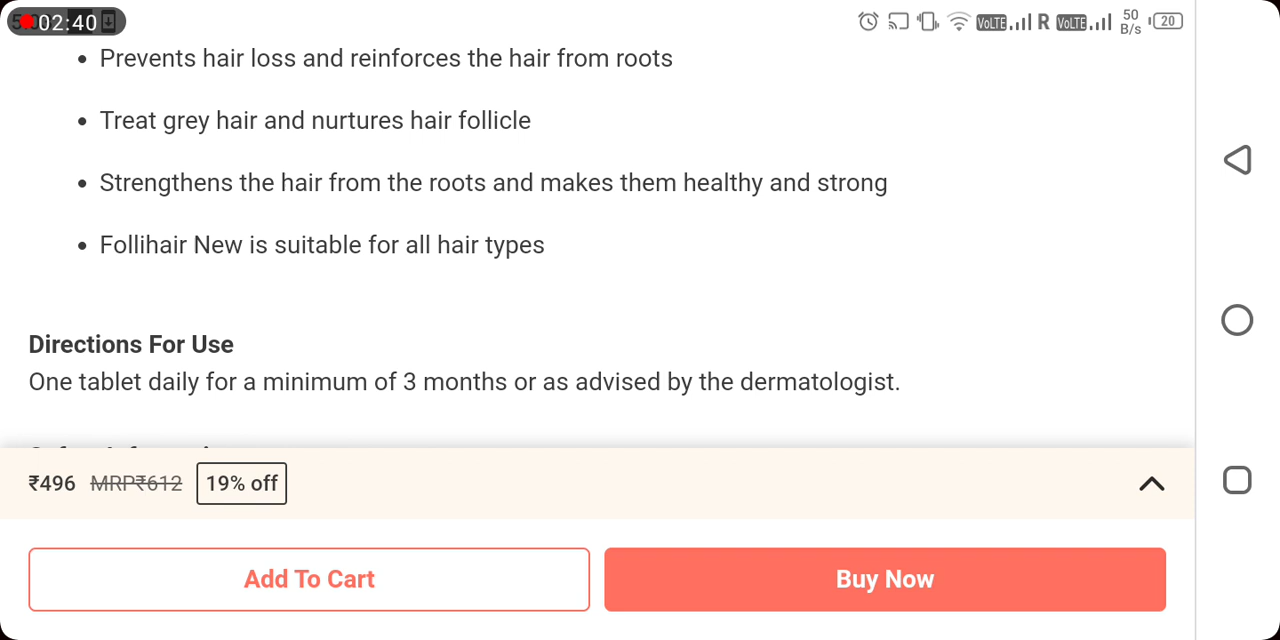 02:40
VoLTE R VoLTE 50 B/s 20
Prevents hair loss and reinforces the hair from roots
Treat grey hair and nurtures hair follicle
Strengthens the hair from the roots and makes them healthy and strong
Follihair New is suitable for all hair types
Directions For Use
One tablet daily for a minimum of 3 months or as advised by the dermatologist.
₹496 MRP₹612 19% off
Add To Cart Buy Now